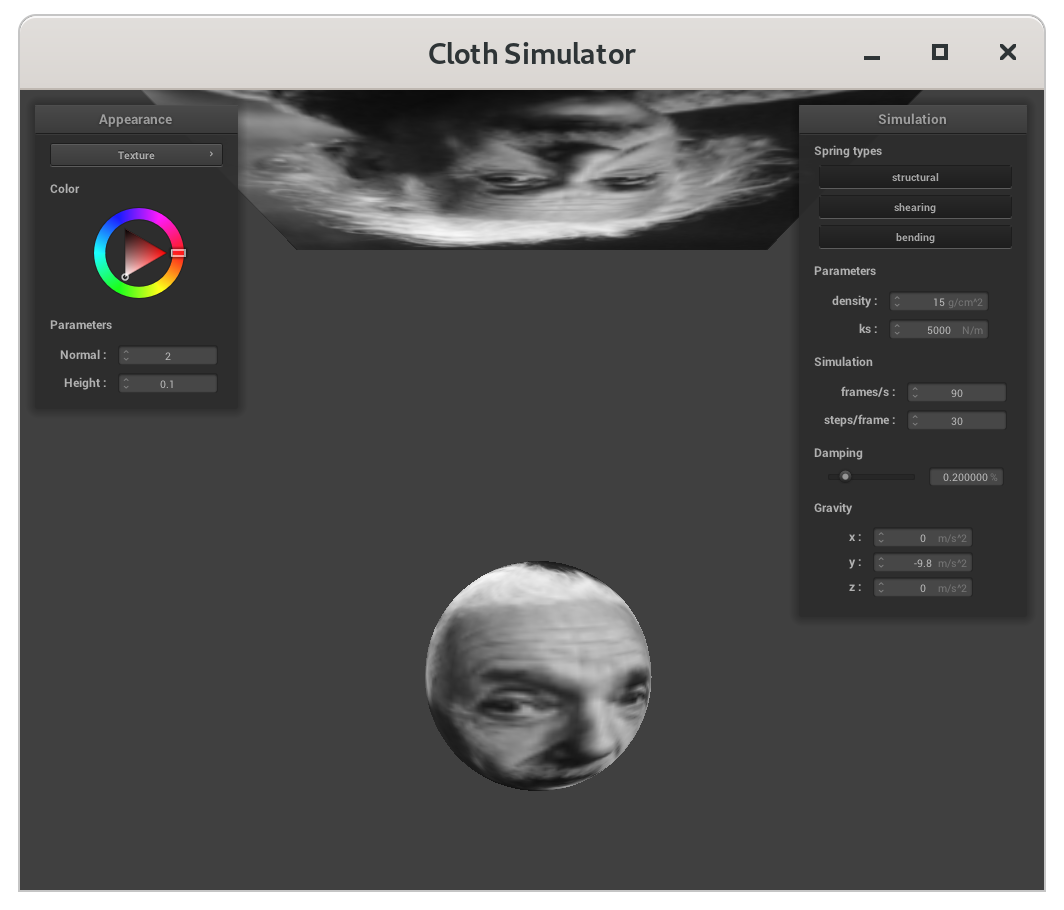 Cloth Simulator
Appearance
Texture
Color
Parameters
Normal : 2
Height : 0.1
Simulation
Spring types
structural
shearing
bending
Parameters
density : 15 g/cm^2
ks : 5000 N/m
Simulation
frames/s : 90
steps/frame : 30
Damping
0.200000 %
Gravity
x : 0 m/s^2
y : -9.8 m/s^2
z : 0 m/s^2